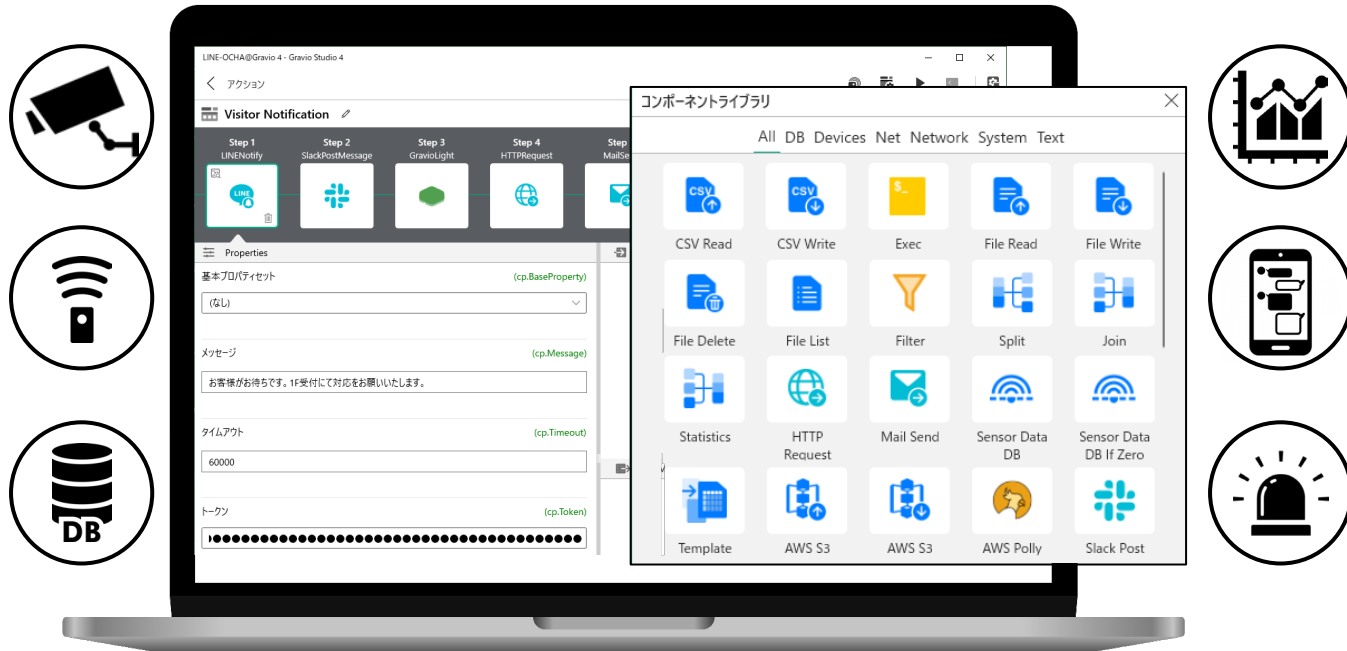 LINE-OCHA@Gravio 4 - Gravio Studio 4
アクション
Visitor Notification
Step 1
LINENotify
Step 2
SlackPostMessage
Step 3
GravioLight
Step 4
HTTPRequest
Step
MailSe
LINE
Properties
基本プロパティセット
(cp.BaseProperty)
(なし)
メッセージ
(cp.Message)
お客様がお待ちです。1F受付にて対応をお願いいたします。
タイムアウト
(cp.Timeout)
60000
トークン
(cp.Token)
コンポーネントライブラリ
All DB Devices Net Network System Text
CSV
CSV
$_
CSV Read
CSV Write
Exec
File Read
File Write
File Delete
File List
Filter
Split
Join
Statistics
HTTP
Request
Mail Send
Sensor Data
DB
Sensor Data
DB If Zero
Template
AWS S3
AWS S3
AWS Polly
Slack Post
DB